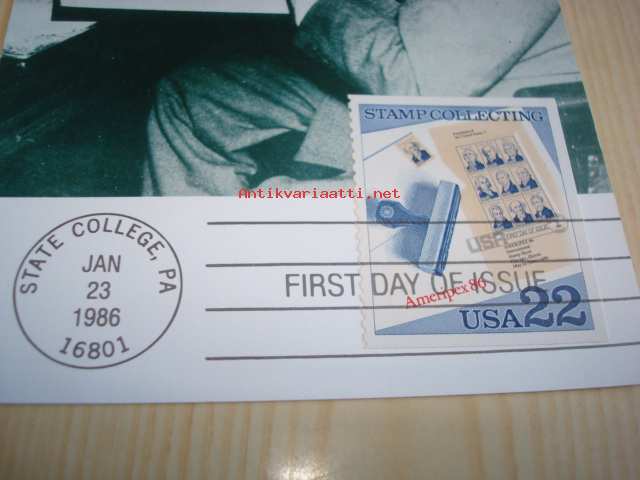 STAMP COLLECTING
Antikvariaatti.net
STATE COLLEGE, PA
JAN
23
1986
16801
FIRST DAY OF ISSUE
USA
Ameripex 86
USA 22